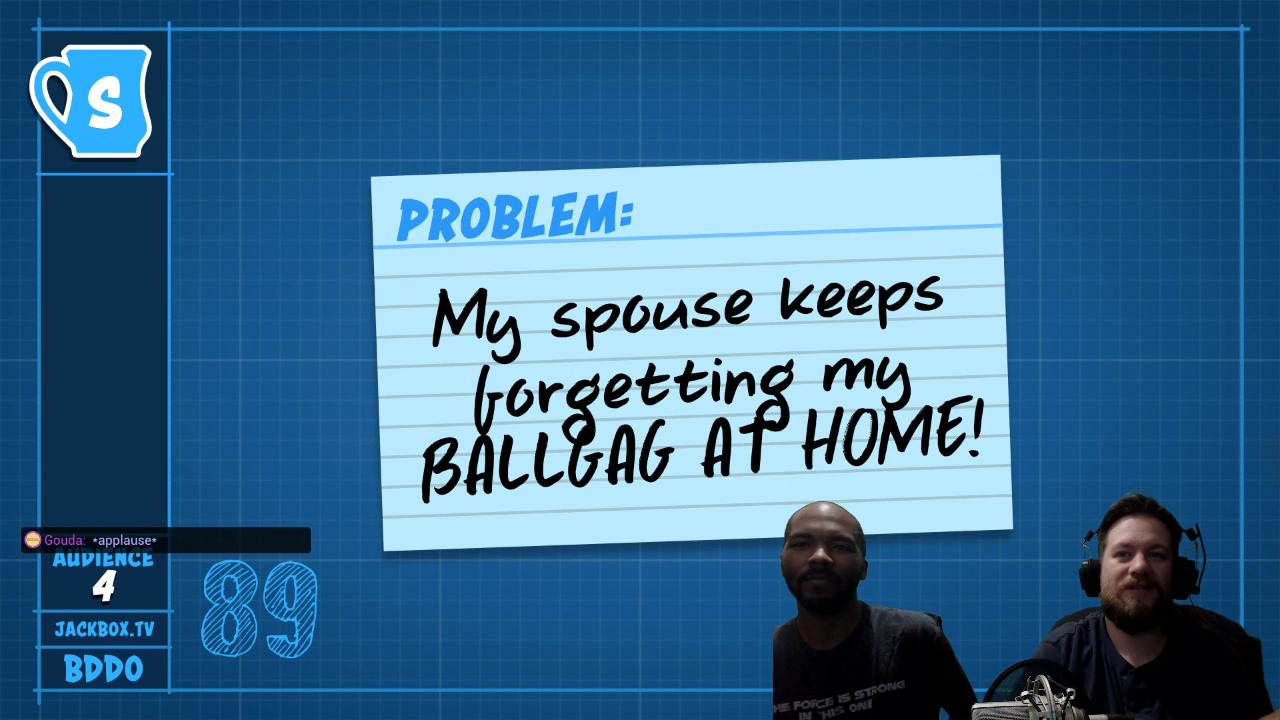 S
PROBLEM:
My spouse keeps
forgetting my
BALLGAG AT HOME!
Gouda: *applause*
AUDIENCE
4
JACKBOX.TV
BDDO
89
THE FORCE IS STRONG
IN THIS ONE